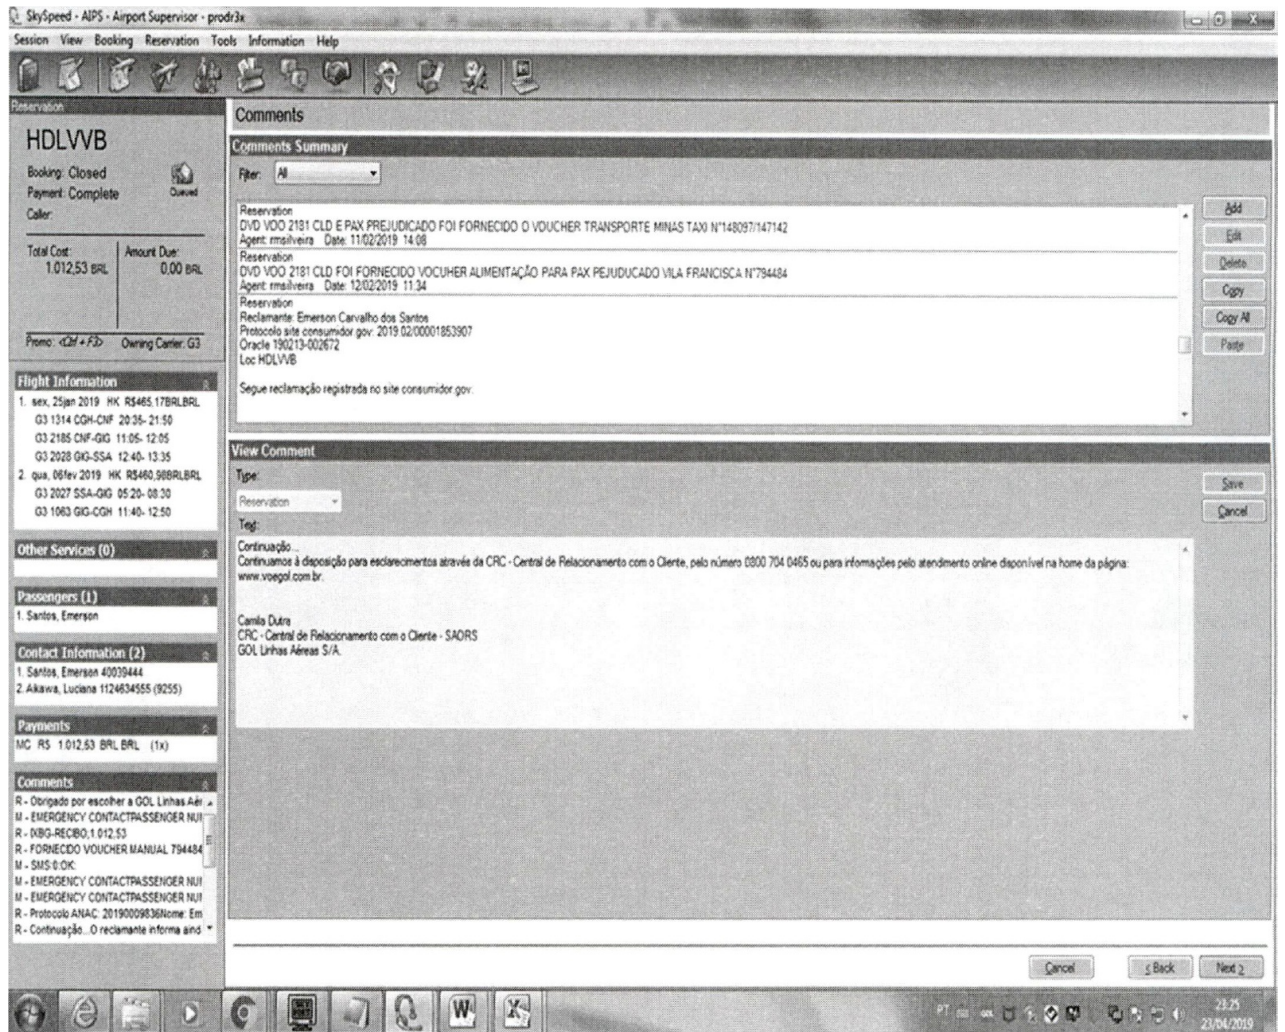 SkySpeed - AIPS - Airport Supervisor - prodr3x
Session View Booking Reservation Tools Information Help
Reservation
HDLVVB
Booking: Closed
Payment: Complete
Queued
Caller:
Total Cost:
1.012,53 BRL
Amount Due:
0,00 BRL
Promo: <Ctrl + F3> Owning Carrier: G3
Flight Information
1. sex, 25jan 2019 HK R$465,17BRLBRL
G3 1314 CGH-CNF 20:35- 21:50
G3 2185 CNF-GIG 11:05- 12:05
G3 2028 GIG-SSA 12:40- 13:35
2. qua, 06fev 2019 HK R$460,98BRLBRL
G3 2027 SSA-GIG 05:20- 08:30
G3 1063 GIG-CGH 11:40- 12:50
Other Services (0)
Passengers (1)
1. Santos, Emerson
Contact Information (2)
1. Santos, Emerson 40039444
2. Aikawa, Luciana 1124634555 (9255)
Payments
MC R$ 1.012,53 BRL BRL (1x)
Comments
R - Obrigado por escolher a GOL Linhas Aér
M - EMERGENCY CONTACTPASSENGER NUM
R - IXBG-RECIBO;1.012,53
R - FORNECIDO VOUCHER MANUAL 794484
M - SMS:0:OK:
M - EMERGENCY CONTACTPASSENGER NUM
M - EMERGENCY CONTACTPASSENGER NUM
R - Protocolo ANAC: 20190009836Nome: Em
R - Continuação...O reclamante informa aind
Comments
Comments Summary
Filter: All
Reservation
DVD VOO 2181 CLD E PAX PREJUDICADO FOI FORNECIDO O VOUCHER TRANSPORTE MINAS TAXI N°148097/147142
Agent: rmsilveira Date: 11/02/2019 14:08
Reservation
DVD VOO 2181 CLD FOI FORNECIDO VOCUHER ALIMENTAÇÃO PARA PAX PEJUDUCADO VILA FRANCISCA N°794484
Agent: rmsilveira Date: 12/02/2019 11:34
Reservation
Reclamante: Emerson Carvalho dos Santos
Protocolo site consumidor gov: 2019.02/00001853907
Oracle 190213-002672
Loc HDLVVB
Segue reclamação registrada no site consumidor.gov:
Add
Edit
Delete
Copy
Copy All
Paste
View Comment
Type:
Reservation
Text:
Continuação...
Continuamos à disposição para esclarecimentos através da CRC - Central de Relacionamento com o Cliente, pelo número 0800 704 0465 ou para informações pelo atendimento online disponível na home da página:
www.voegol.com.br.
Camila Dutra
CRC - Central de Relacionamento com o Cliente - SAORS
GOL Linhas Aéreas S/A.
Save
Cancel
Cancel
< Back
Next >
PT
23:25
23/04/2019